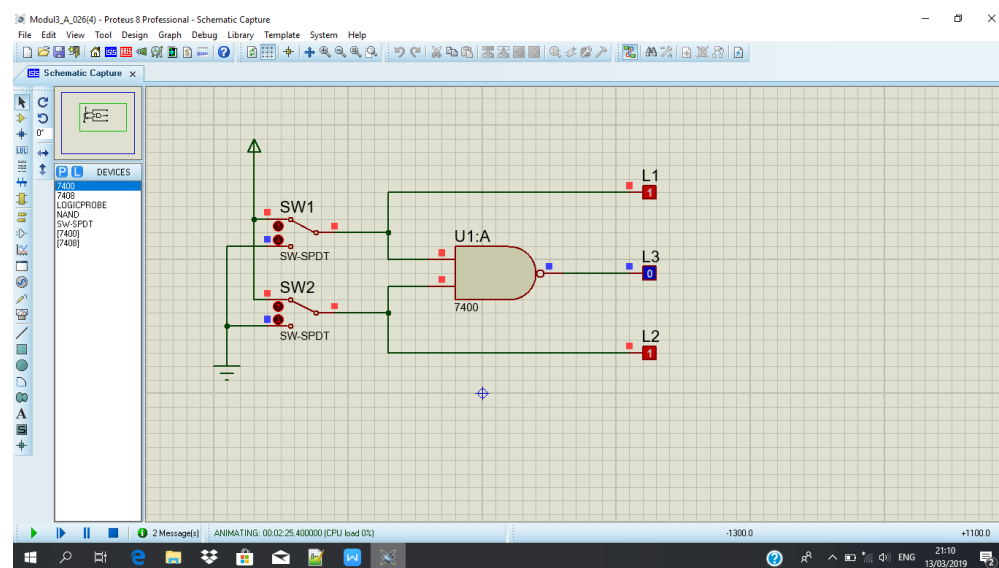 Modul3_A_026(4) - Proteus 8 Professional - Schematic Capture
File Edit View Tool Design Graph Debug Library Template System Help
Schematic Capture
0°
P L DEVICES
7400
7408
LOGICPROBE
NAND
SW-SPDT
[7400]
[7408]
L1
1
SW1
SW-SPDT
U1:A
7400
L3
0
SW2
SW-SPDT
L2
1
2 Message(s) ANIMATING: 00:02:25.400000 (CPU load 0%) -1300.0 +1100.0
ENG
21:10
13/03/2019